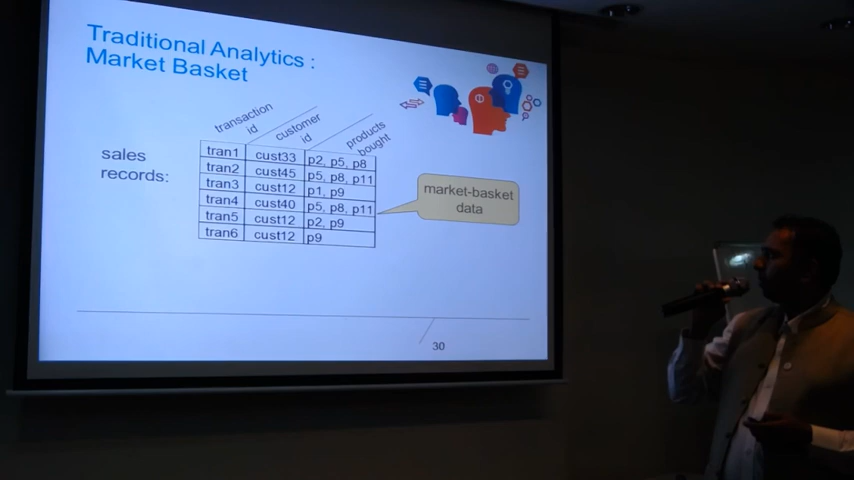 Traditional Analytics :
Market Basket
transaction
id
customer
id
products
bought
sales
records:
tran1 cust33 p2, p5, p8
tran2 cust45 p5, p8, p11
tran3 cust12 p1, p9
tran4 cust40 p5, p8, p11
tran5 cust12 p2, p9
tran6 cust12 p9
market-basket
data
30